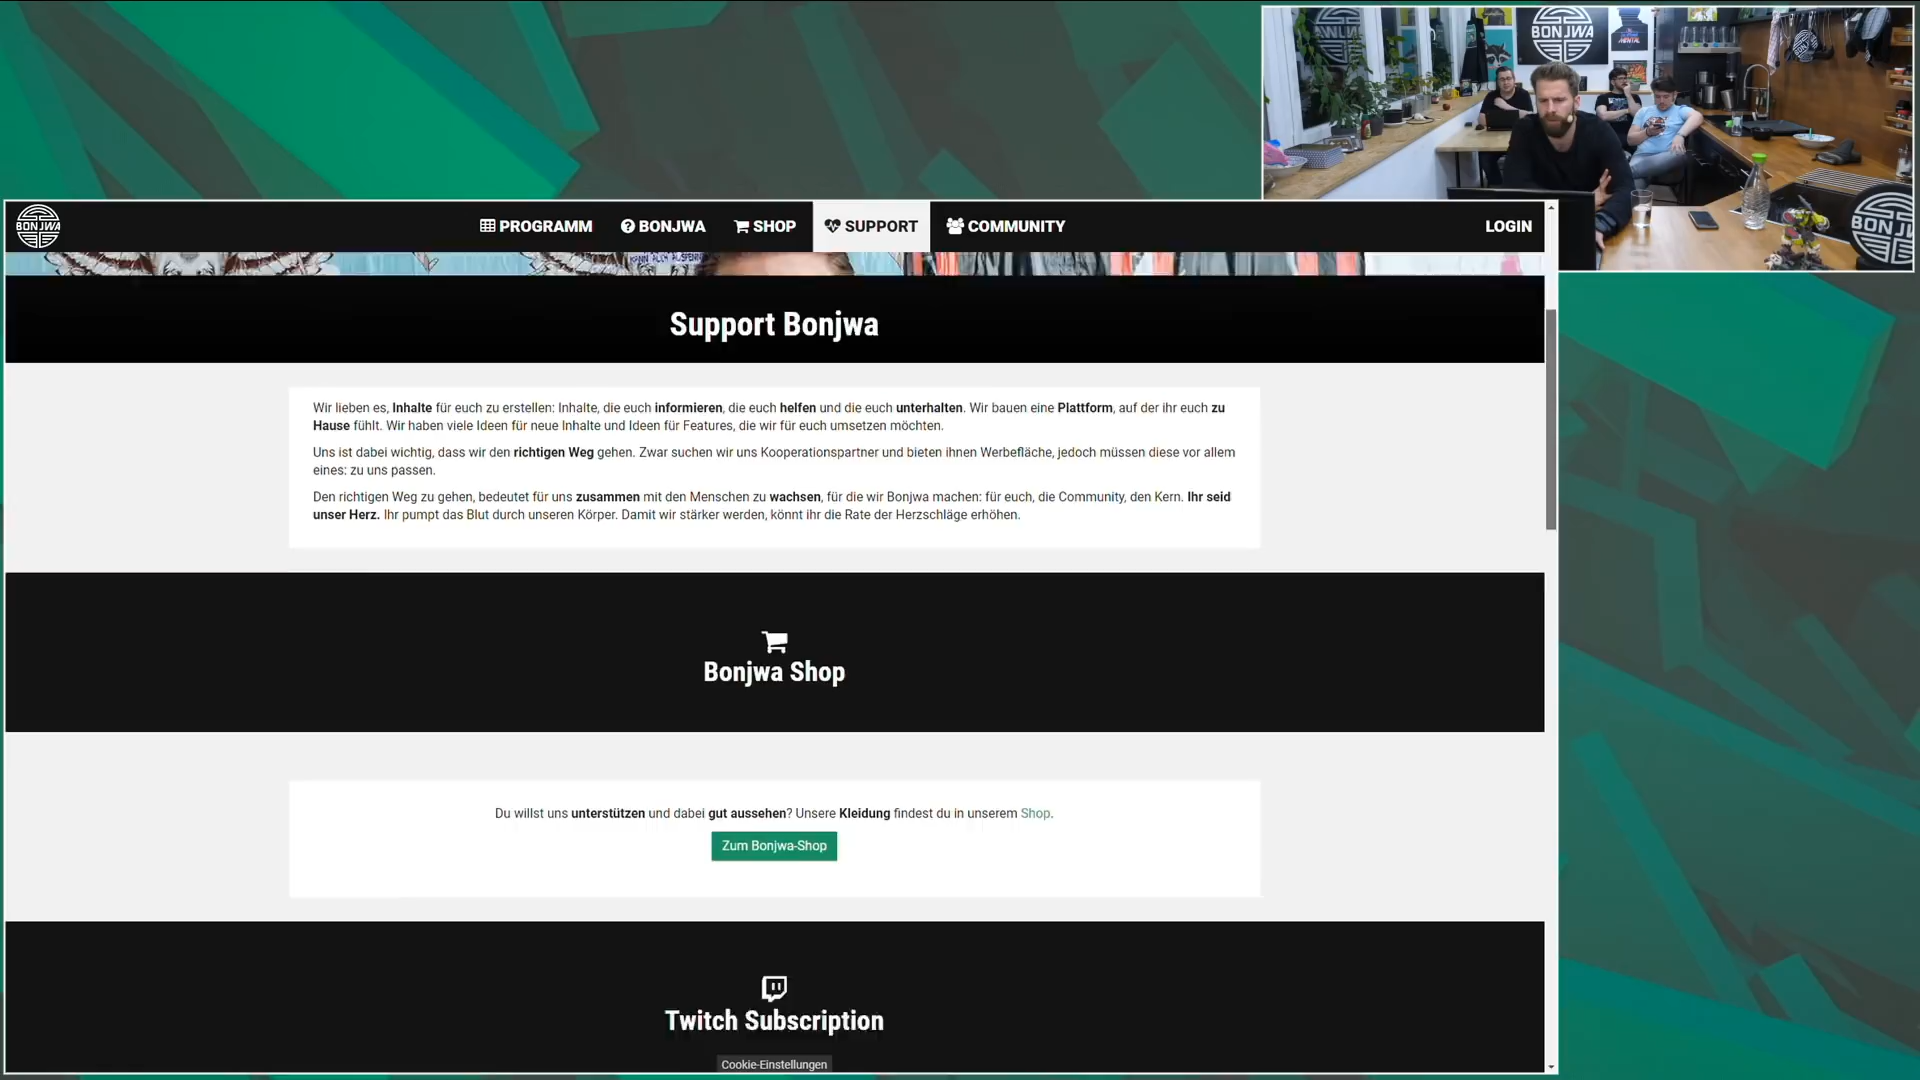 BONJWA
BONJWA
PROGRAMM
BONJWA
SHOP
SUPPORT
COMMUNITY
LOGIN
Support Bonjwa
Wir lieben es, Inhalte für euch zu erstellen: Inhalte, die euch informieren, die euch helfen und die euch unterhalten. Wir bauen eine Plattform, auf der ihr euch zu
Hause fühlt. Wir haben viele Ideen für neue Inhalte und Ideen für Features, die wir für euch umsetzen möchten.
Uns ist dabei wichtig, dass wir den richtigen Weg gehen. Zwar suchen wir uns Kooperationspartner und bieten ihnen Werbefläche, jedoch müssen diese vor allem
eines: zu uns passen.
Den richtigen Weg zu gehen, bedeutet für uns zusammen mit den Menschen zu wachsen, für die wir Bonjwa machen: für euch, die Community, den Kern. Ihr seid
unser Herz. Ihr pumpt das Blut durch unseren Körper. Damit wir stärker werden, könnt ihr die Rate der Herzschläge erhöhen.
Bonjwa Shop
Du willst uns unterstützen und dabei gut aussehen? Unsere Kleidung findest du in unserem Shop.
Zum Bonjwa-Shop
Twitch Subscription
Cookie-Einstellungen